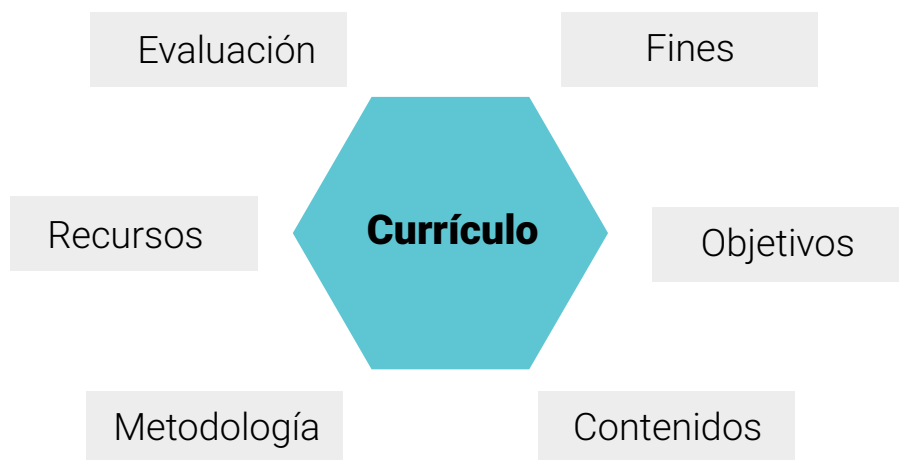 Evaluación
Fines
Recursos
Currículo
Objetivos
Metodología
Contenidos